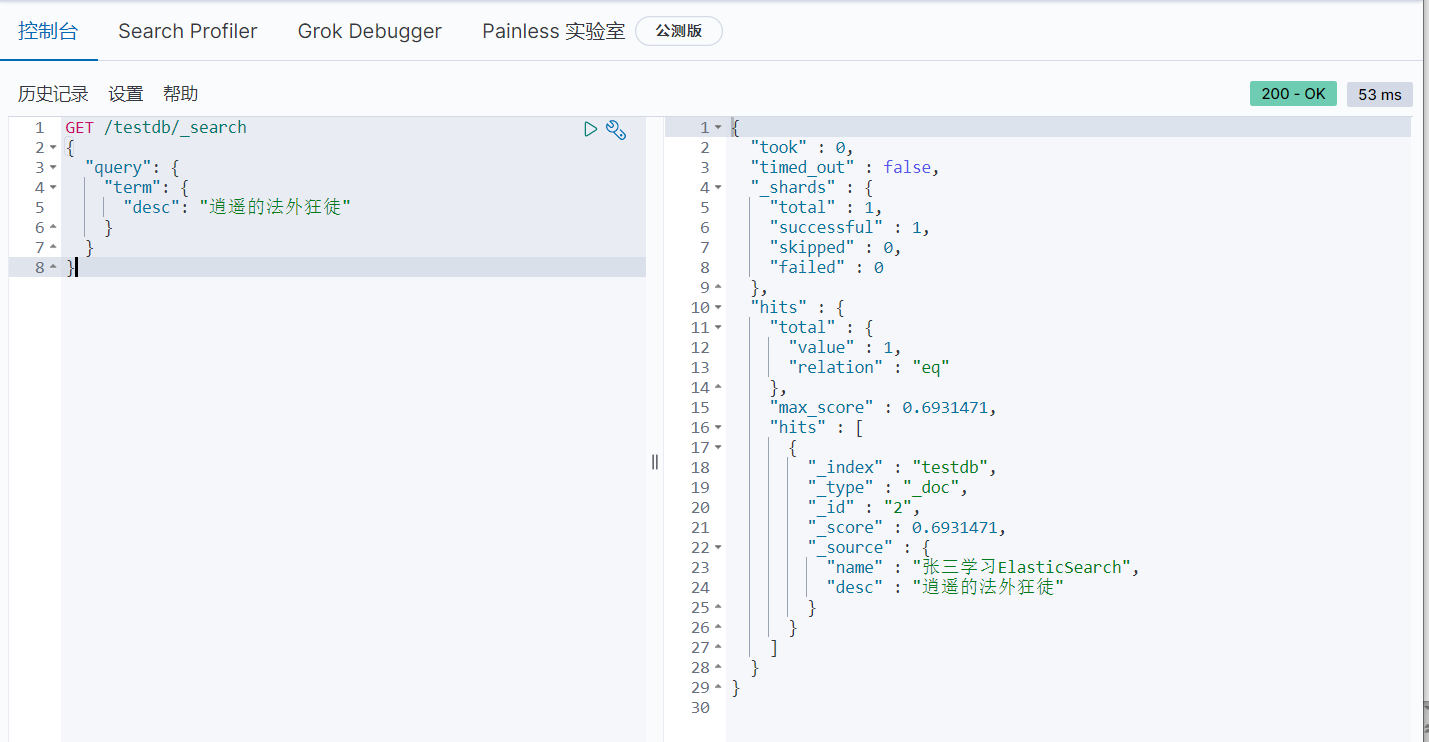 控制台 Search Profiler Grok Debugger Painless 实验室 公测版
历史记录 设置 帮助 200 - OK 53 ms
1 GET /testdb/_search
2 {
3 "query": {
4 "term": {
5 "desc": "逍遥的法外狂徒"
6 }
7 }
8 }
1 {
2 "took" : 0,
3 "timed_out" : false,
4 "_shards" : {
5 "total" : 1,
6 "successful" : 1,
7 "skipped" : 0,
8 "failed" : 0
9 },
10 "hits" : {
11 "total" : {
12 "value" : 1,
13 "relation" : "eq"
14 },
15 "max_score" : 0.6931471,
16 "hits" : [
17 {
18 "_index" : "testdb",
19 "_type" : "_doc",
20 "_id" : "2",
21 "_score" : 0.6931471,
22 "_source" : {
23 "name" : "张三学习ElasticSearch",
24 "desc" : "逍遥的法外狂徒"
25 }
26 }
27 ]
28 }
29 }
30